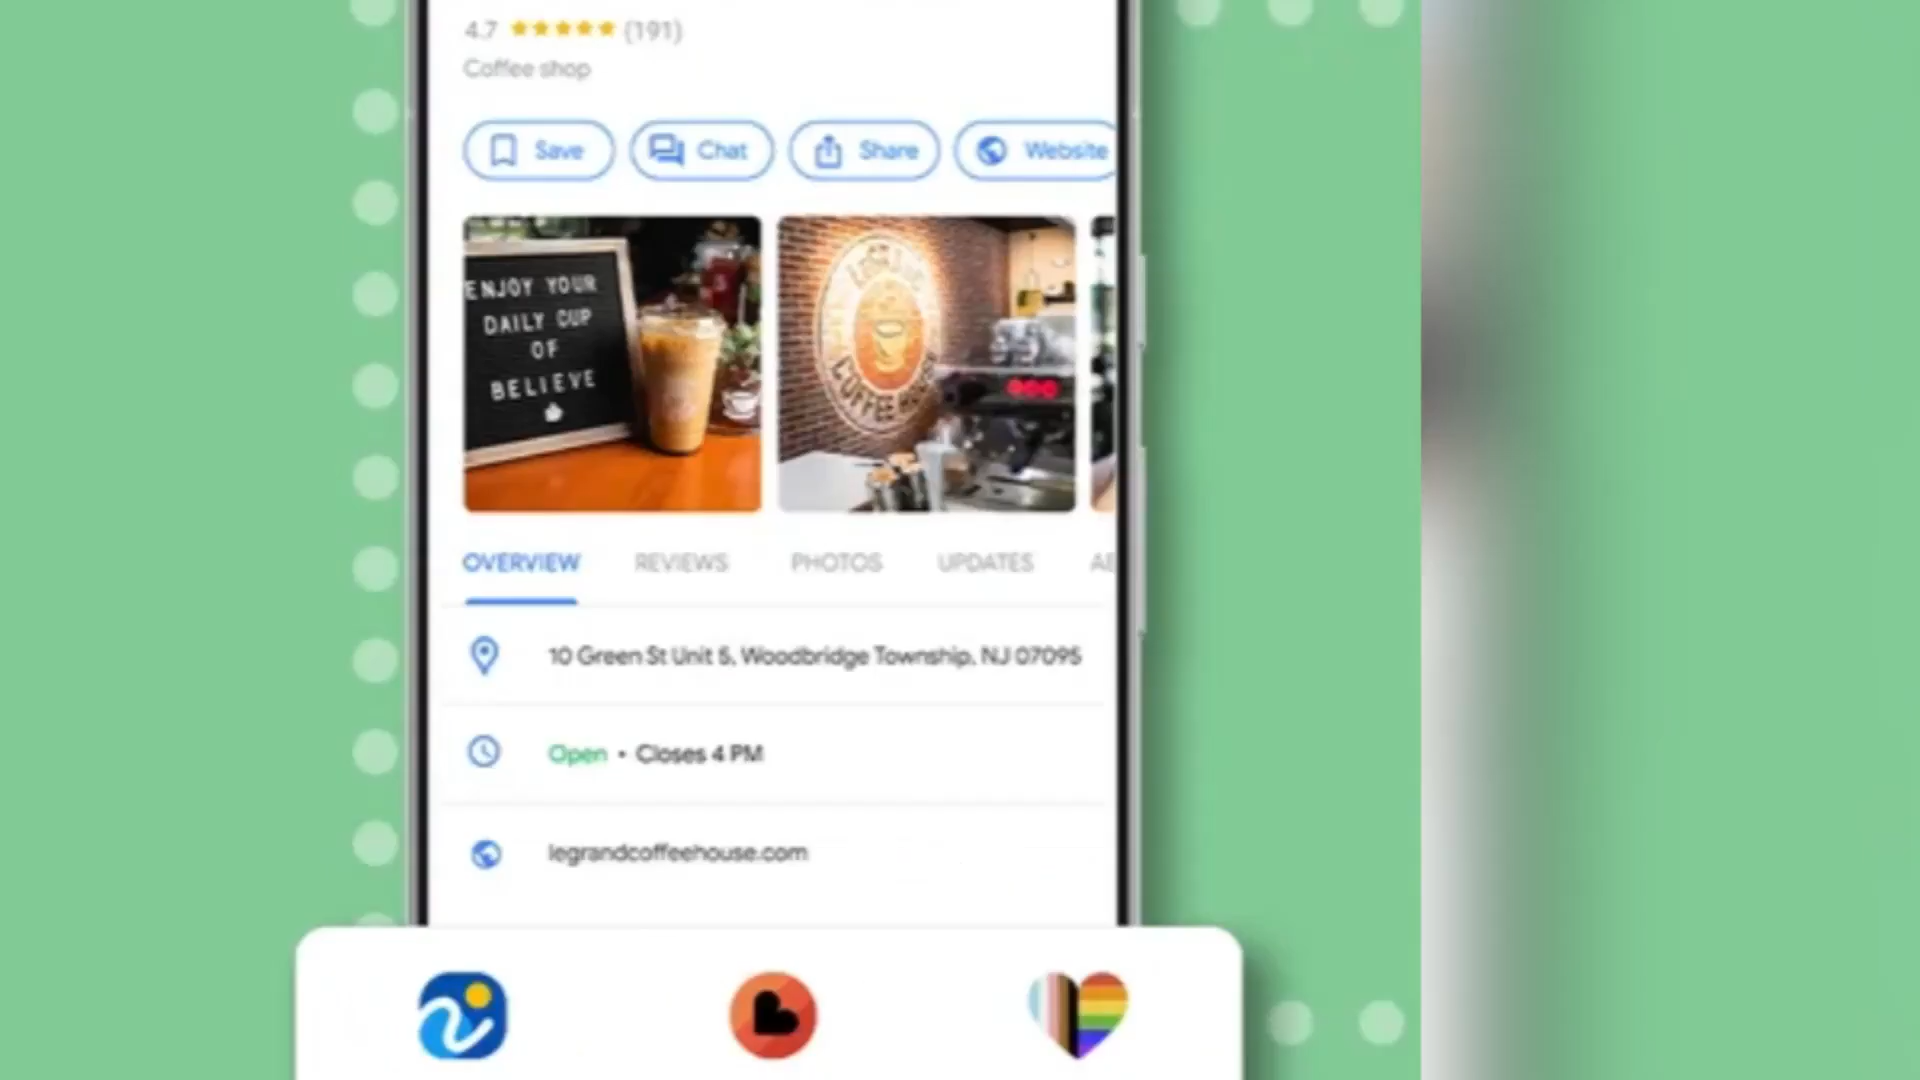 4.7 (191)
Coffee shop
Save Chat Share Website
ENJOY YOUR
DAILY CUP
OF
BELIEVE
COFFEE
OVERVIEW REVIEWS PHOTOS UPDATES
10 Green St Unit 5, Woodbridge Township, NJ 07095
Open • Closes 4 PM
legrandcoffeehouse.com